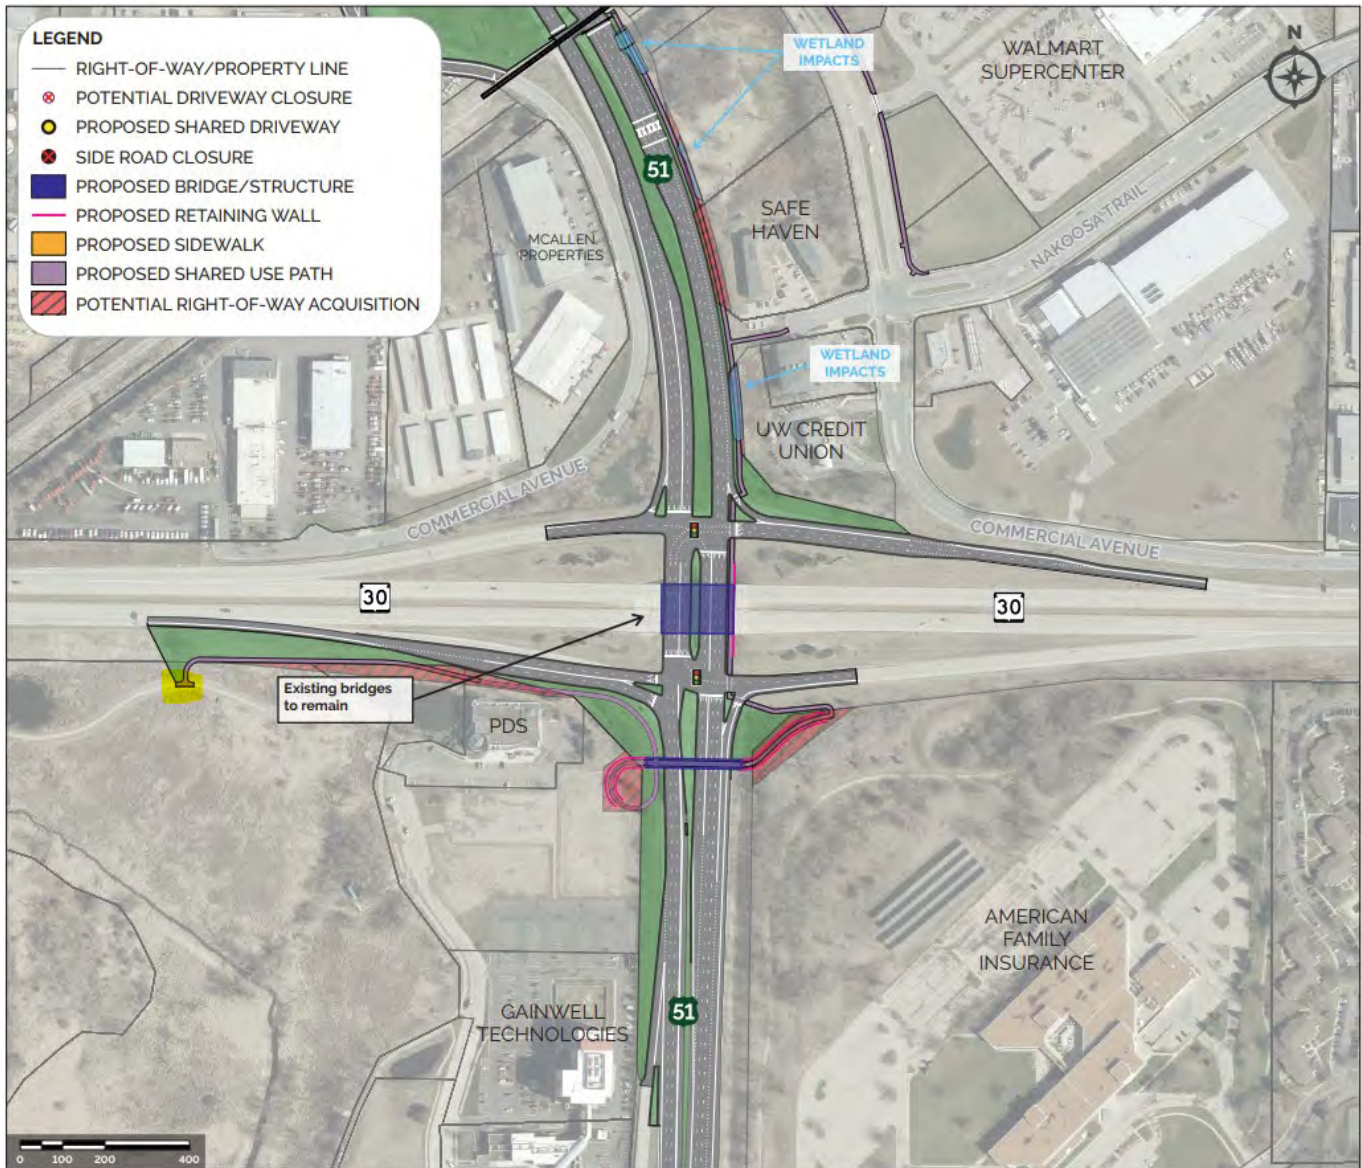 LEGEND
RIGHT-OF-WAY/PROPERTY LINE
POTENTIAL DRIVEWAY CLOSURE
PROPOSED SHARED DRIVEWAY
SIDE ROAD CLOSURE
PROPOSED BRIDGE/STRUCTURE
PROPOSED RETAINING WALL
PROPOSED SIDEWALK
PROPOSED SHARED USE PATH
POTENTIAL RIGHT-OF-WAY ACQUISITION
WETLAND
IMPACTS
WALMART
SUPERCENTER
N
51
SAFE
HAVEN
NAKOOSA TRAIL
MCALLEN
PROPERTIES
WETLAND
IMPACTS
UW CREDIT
UNION
COMMERCIAL AVENUE
COMMERCIAL AVENUE
30
30
Existing bridges
to remain
PDS
AMERICAN
FAMILY
INSURANCE
GAINWELL
TECHNOLOGIES
51
0 100 200 400